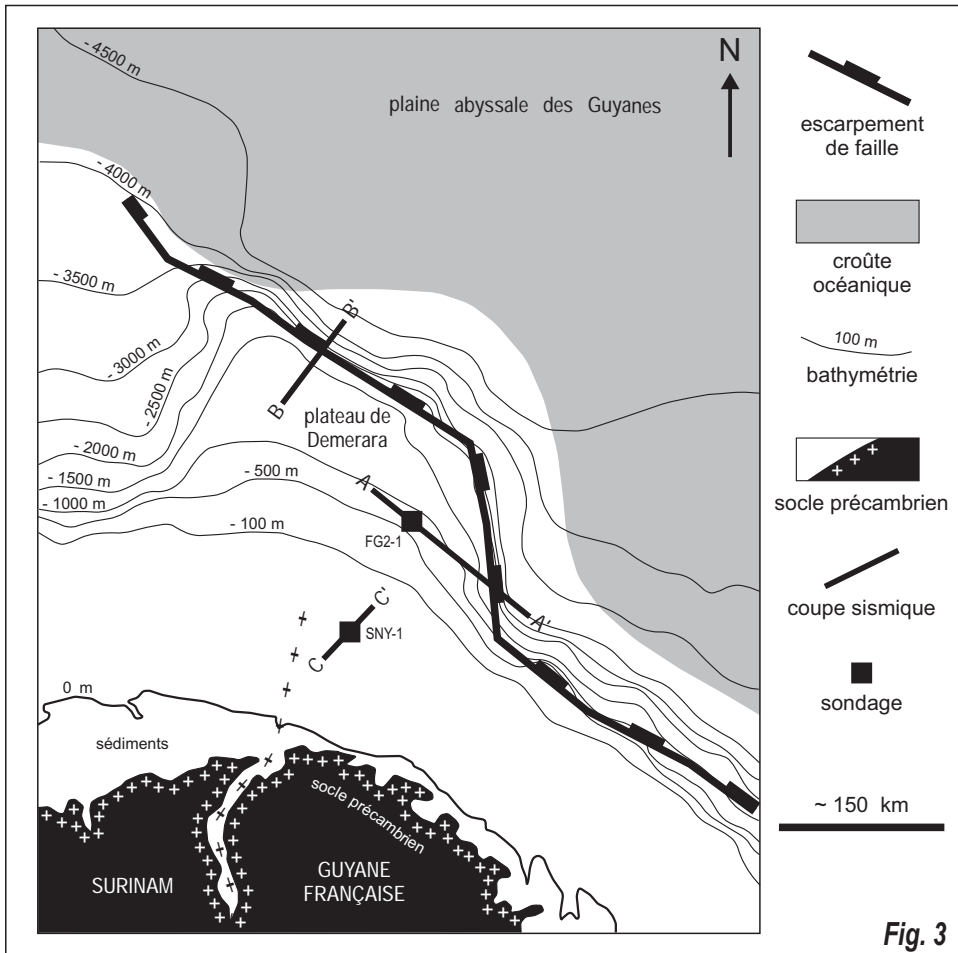 - 4500 m
plaine abyssale des Guyanes
N
- 4000 m
- 3500 m
- 3000 m
- 2500 m
- 2000 m
- 1500 m
- 1000 m
- 500 m
- 100 m
0 m
B'
B
plateau de
Demerara
A
FG2-1
A'
C'
SNY-1
C
sédiments
socle précambrien
SURINAM
GUYANE
FRANÇAISE
escarpement
de faille
croûte
océanique
100 m
bathymétrie
socle précambrien
coupe sismique
sondage
~ 150 km
Fig. 3